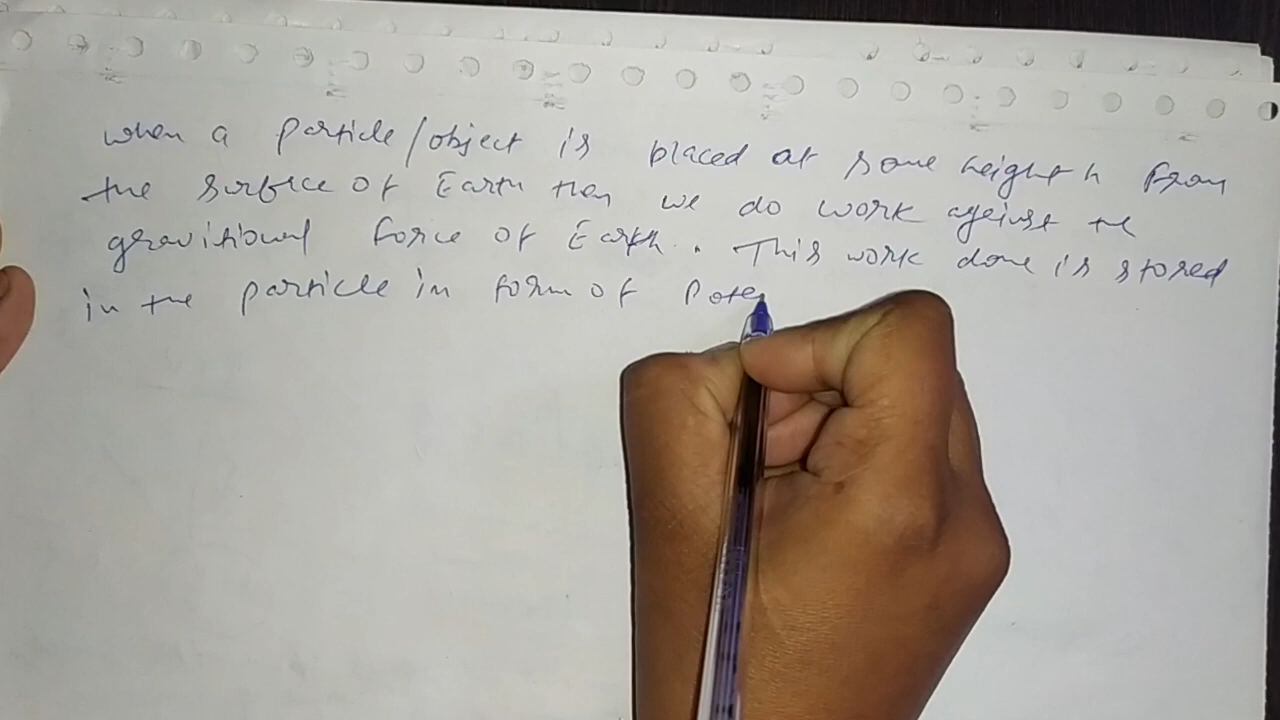 when a particle/object is placed at some height h from
the surface of Earth then we do work against the
gravitional force of Earth. This work done is stored
in the particle in form of Pote